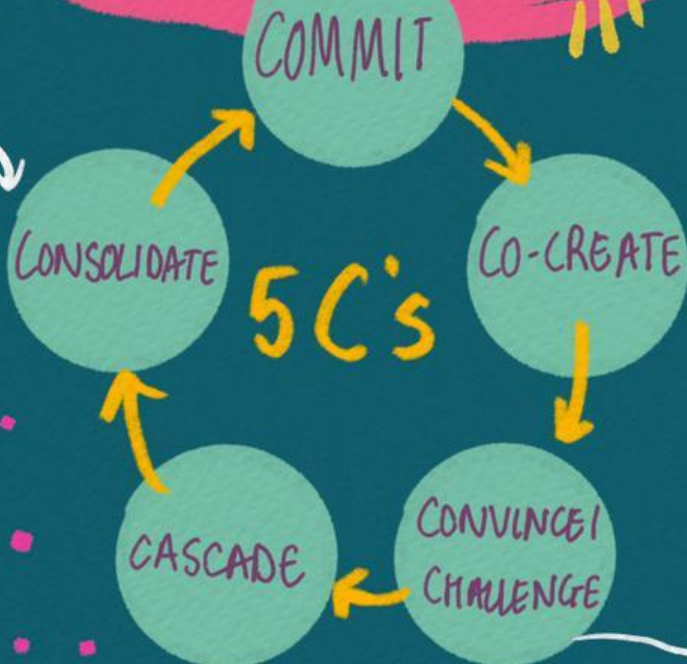 COMMIT
CO-CREATE
CONSOLIDATE
5C's
CONVINCE/
CHALLENGE
CASCADE